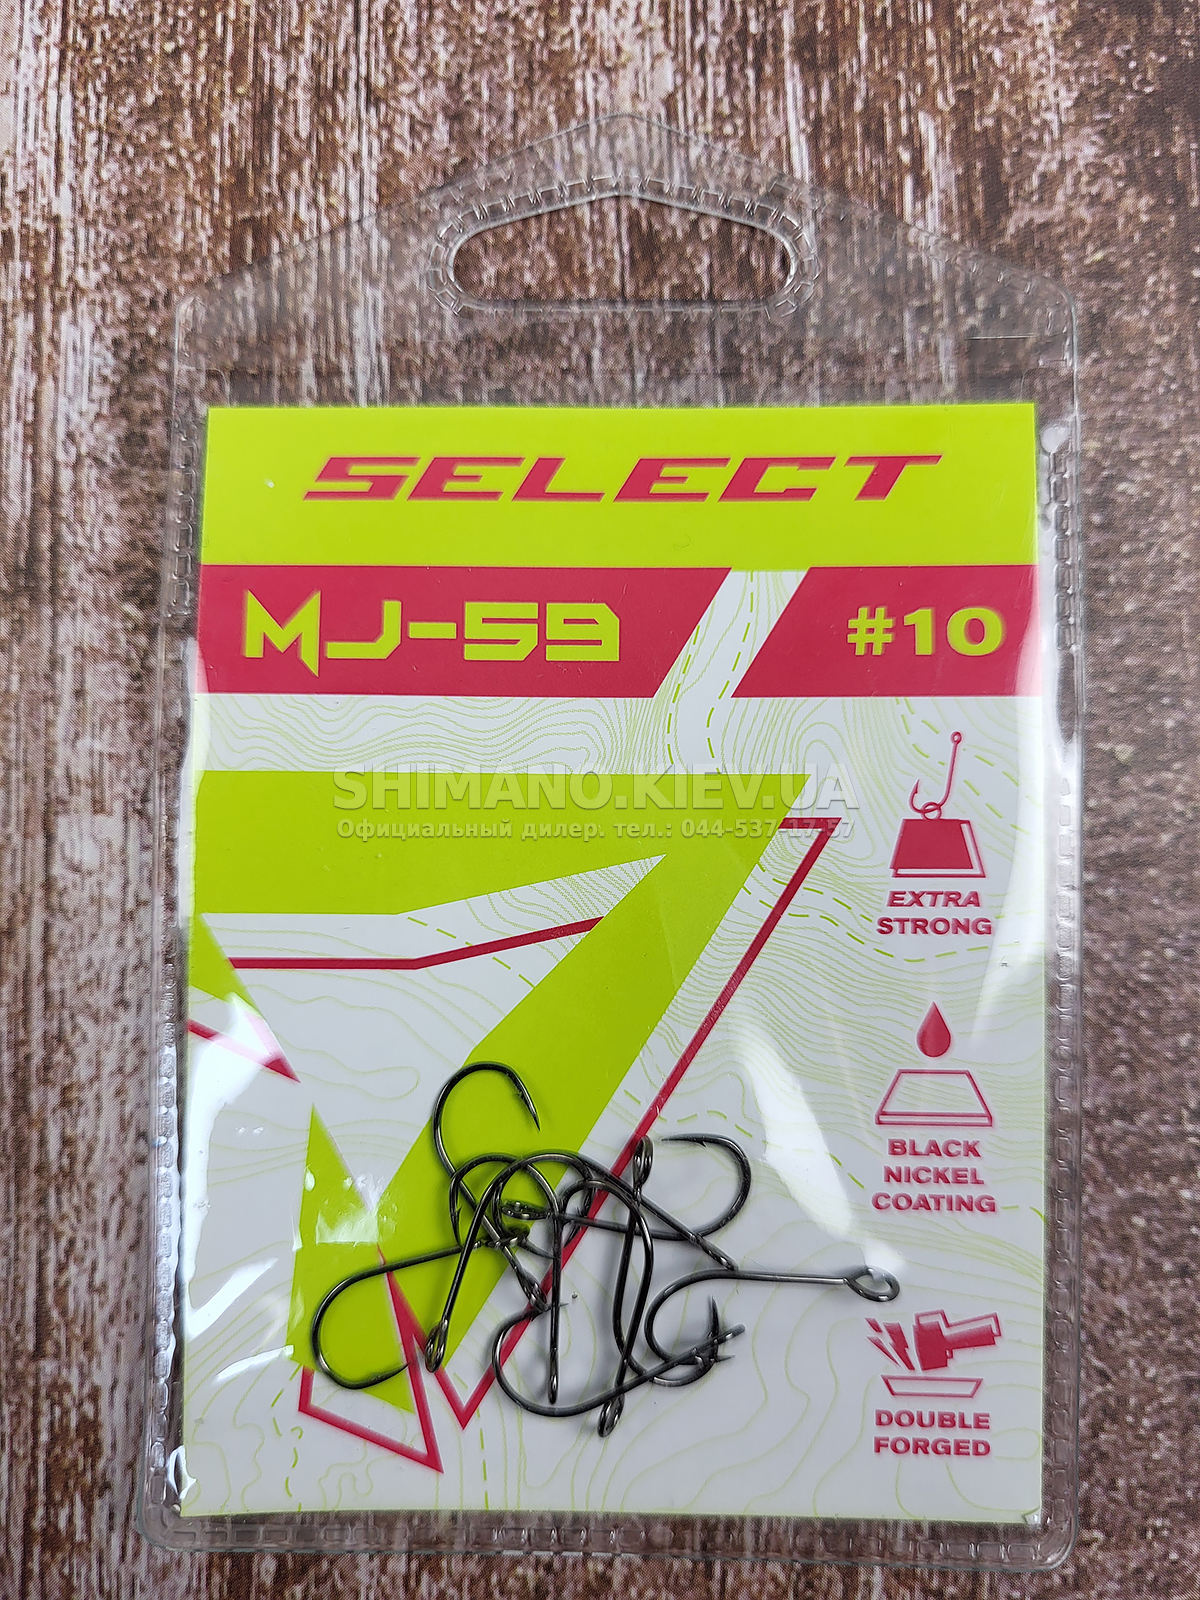 SELECT
MJ-59
#10
SHIMANO.KIEV.UA
Официальный дилер. тел.: 044-537-17-57
EXTRA
STRONG
BLACK
NICKEL
COATING
DOUBLE
FORGED